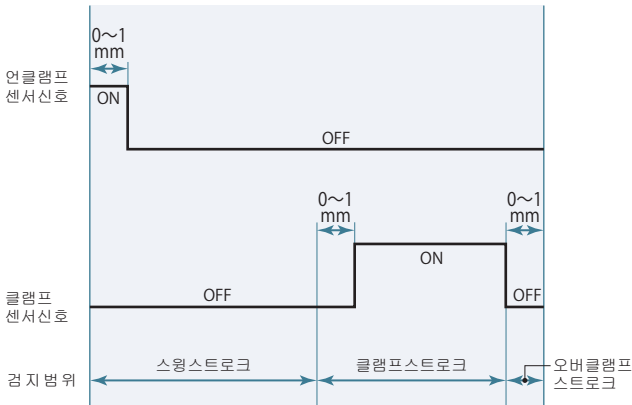 0～1
mm
언클램프
센서신호
ON
OFF
0～1
mm
0～1
mm
ON
클램프
센서신호
OFF
OFF
검지범위
스윙스트로크
클램프스트로크
오버클램프
스트로크